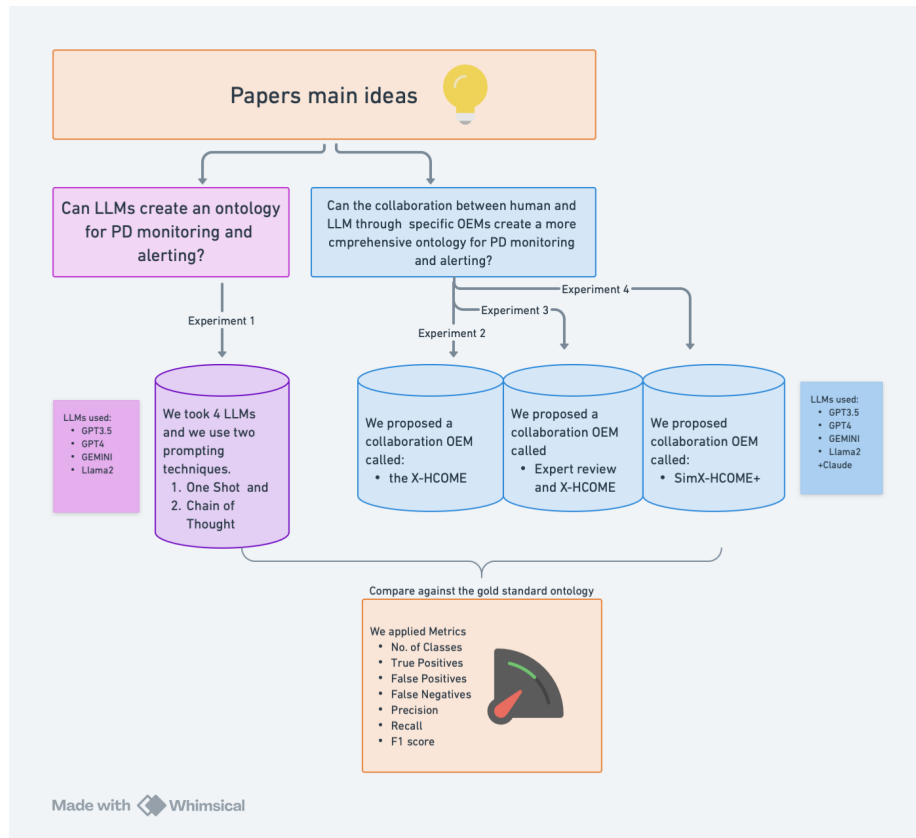 Papers main ideas
Can LLMs create an ontology
for PD monitoring and
alerting?
Can the collaboration between human and
LLM through specific OEMs create a more
cmprehensive ontology for PD monitoring
and alerting?
Experiment 1
Experiment 2
Experiment 3
Experiment 4
LLMs used:
• GPT3.5
• GPT4
• GEMINI
• Llama2
We took 4 LLMs
and we use two
prompting
techniques.
1. One Shot and
2. Chain of
Thought
We proposed a
collaboration OEM
called:
• the X-HCOME
We proposed a
collaboration OEM
called
• Expert review
and X-HCOME
We proposed
collaboration OEM
called:
• SimX-HCOME+
LLMs used:
• GPT3.5
• GPT4
• GEMINI
• Llama2
+Claude
Compare against the gold standard ontology
We applied Metrics
• No. of Classes
• True Positives
• False Positives
• False Negatives
• Precision
• Recall
• F1 score
Made with Whimsical